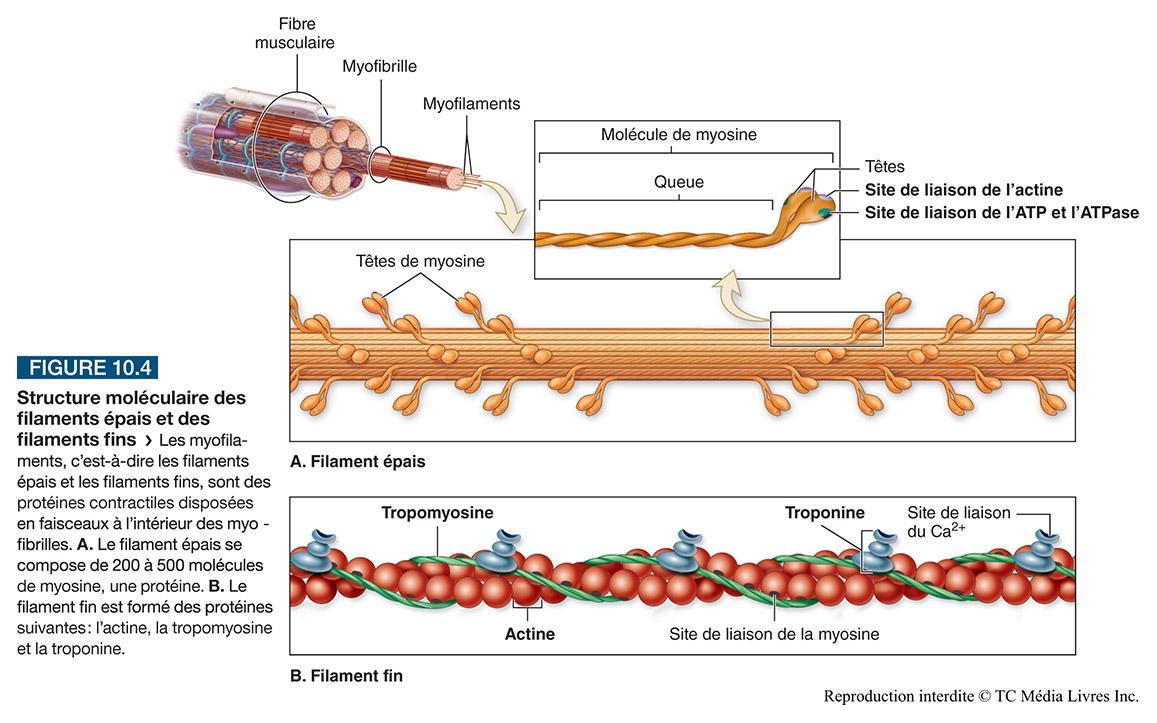 Fibre
musculaire
Myofibrille
Myofilaments
Molécule de myosine
Queue
Têtes
Site de liaison de l’actine
Site de liaison de l’ATP et l’ATPase
Têtes de myosine
A. Filament épais
FIGURE 10.4
Structure moléculaire des
filaments épais et des
filaments fins › Les myofila-
ments, c’est-à-dire les filaments
épais et les filaments fins, sont des
protéines contractiles disposées
en faisceaux à l’intérieur des myo -
fibrilles. A. Le filament épais se
compose de 200 à 500 molécules
de myosine, une protéine. B. Le
filament fin est formé des protéines
suivantes : l’actine, la tropomyosine
et la troponine.
Tropomyosine
Troponine
Site de liaison
du Ca²⁺
Actine
Site de liaison de la myosine
B. Filament fin
Reproduction interdite © TC Média Livres Inc.